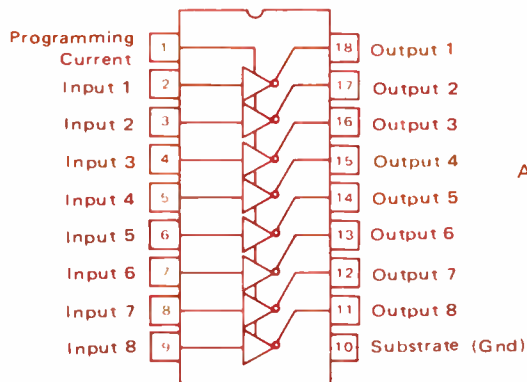 Programming
Current
1
18
Output 1
Input 1
2
17
Output 2
Input 2
3
16
Output 3
Input 3
4
15
Output 4
Input 4
5
14
Output 5
Input 5
6
13
Output 6
Input 6
7
12
Output 7
Input 7
8
11
Output 8
Input 8
9
10
Substrate (Gnd)
A